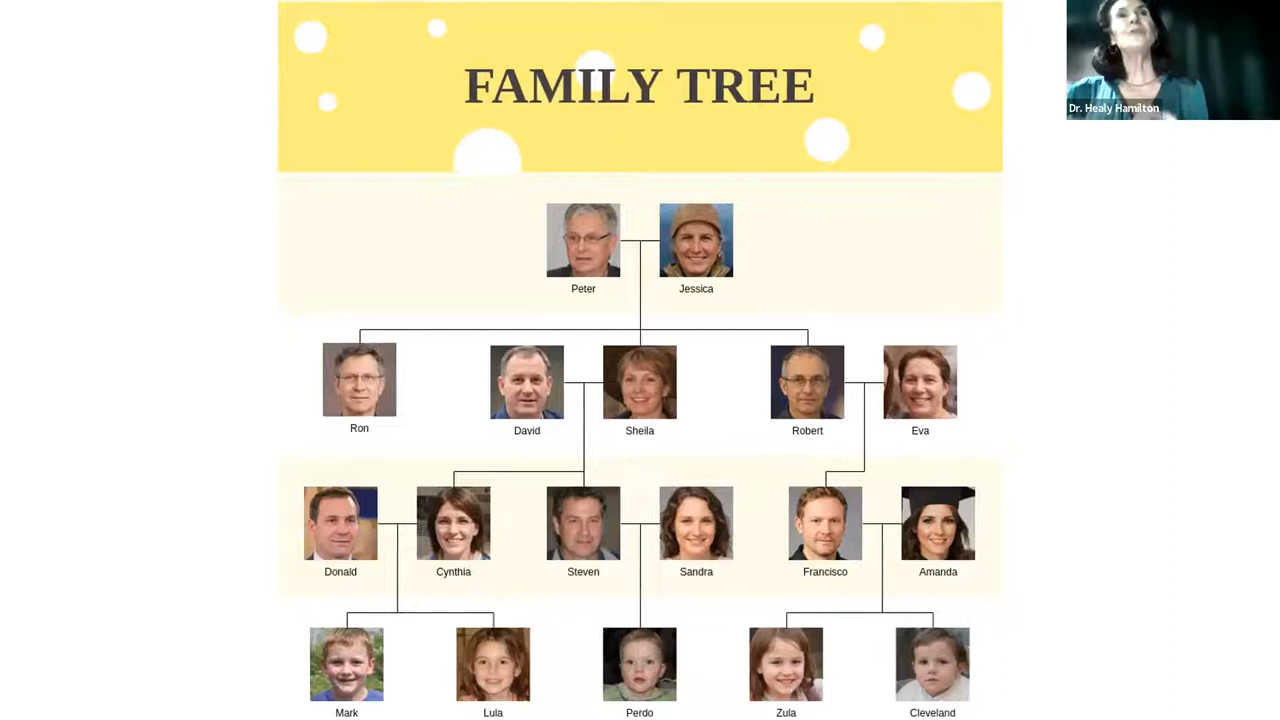 FAMILY TREE
Dr. Healy Hamilton
Peter
Jessica
Ron
David
Sheila
Robert
Eva
Donald
Cynthia
Steven
Sandra
Francisco
Amanda
Mark
Lula
Perdo
Zula
Cleveland